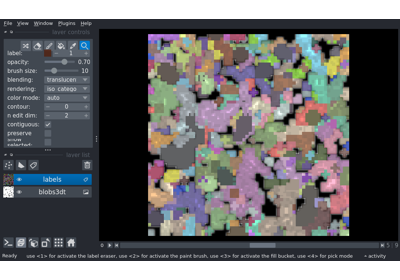 File View Window Plugins Help
layer controls
label: 1
opacity: 0.70
brush size: 10
blending: translucen
rendering: iso_catego
color mode: auto
contour: 0
n edit dim: 2
contiguous:
preserve
selected:
layer list
labels
blobs3dt
Ready use <1> for activate the label eraser, use <2> for activate the paint brush, use <3> for activate the fill bucket, use <4> for pick mode activity